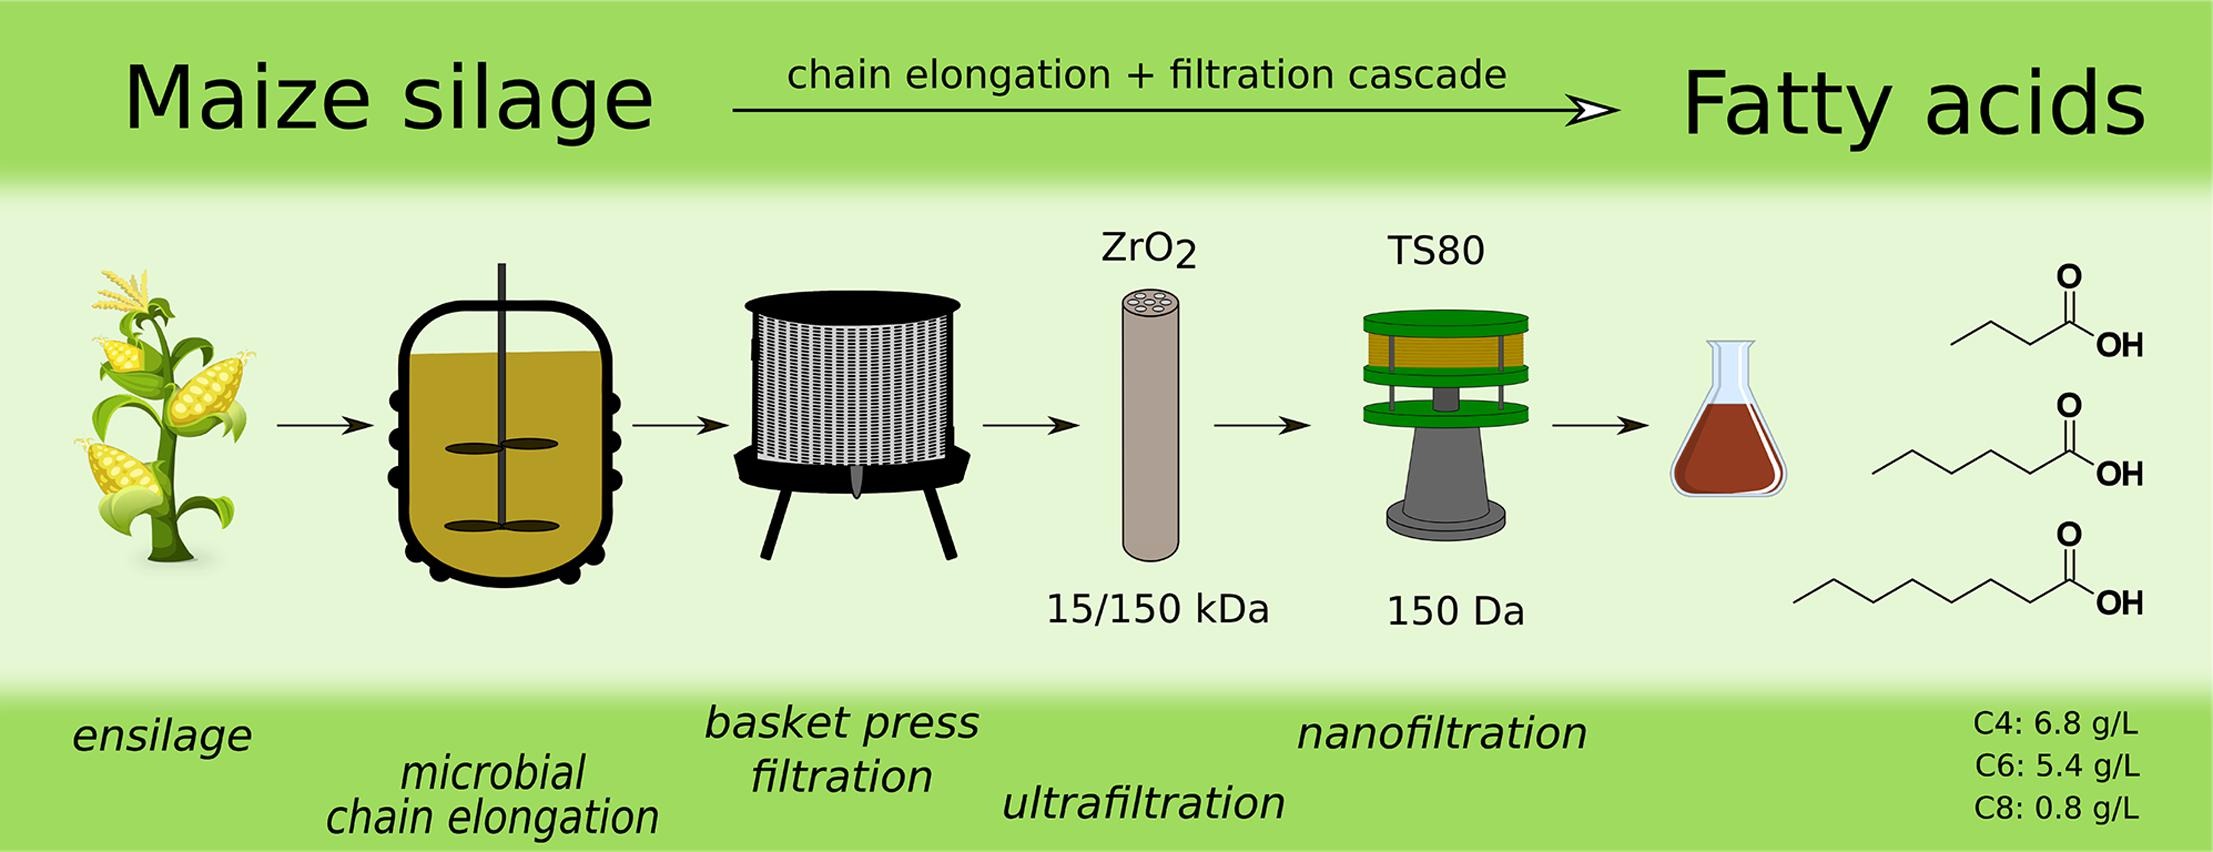 Maize silage
chain elongation + filtration cascade
Fatty acids
ZrO2
TS80
15/150 kDa
150 Da
O
OH
O
OH
O
OH
ensilage
microbial
chain elongation
basket press
filtration
ultrafiltration
nanofiltration
C4: 6.8 g/L
C6: 5.4 g/L
C8: 0.8 g/L